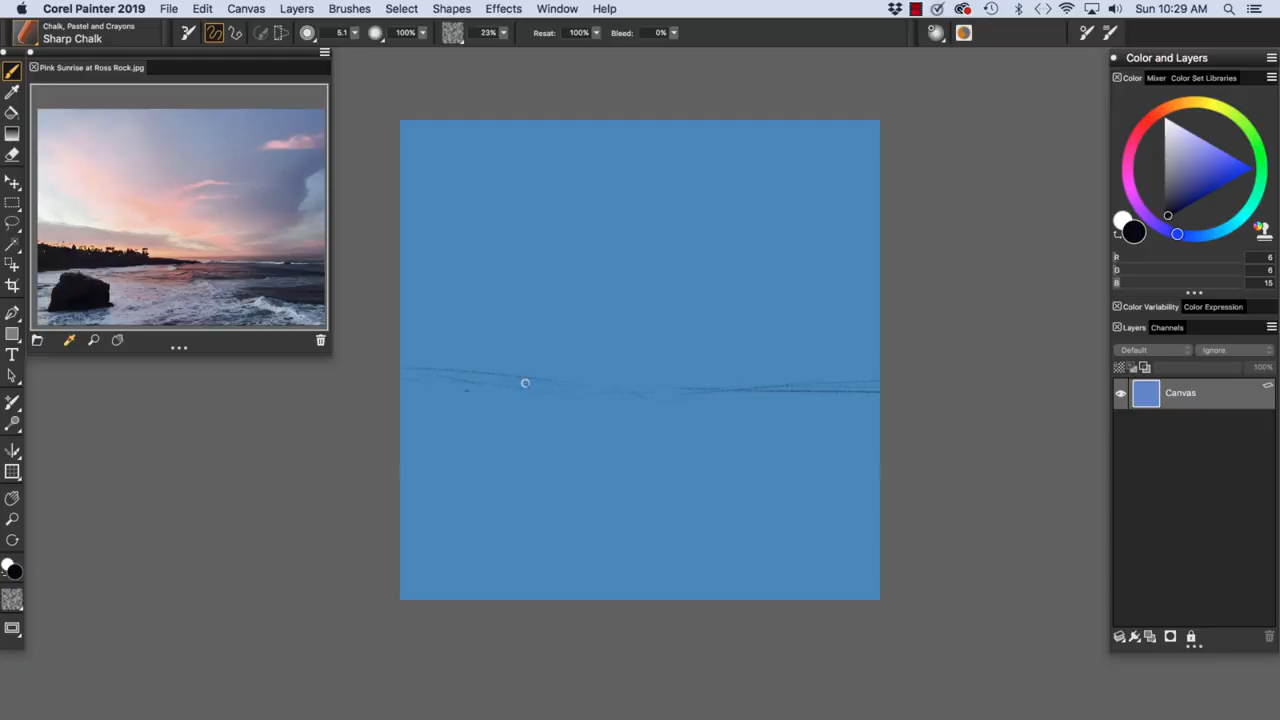 Corel Painter 2019 File Edit Canvas Layers Brushes Select Shapes Effects Window Help Sun 10:29 AM
Chalk, Pastel and Crayons
Sharp Chalk
5.1 100% 23% Resat: 100% Bleed: 0%
Pink Sunrise at Ross Rock.jpg
T
Color and Layers
Color Mixer Color Set Libraries
R 6
G 6
B 15
Color Variability Color Expression
Layers Channels
Default Ignore
100%
Canvas